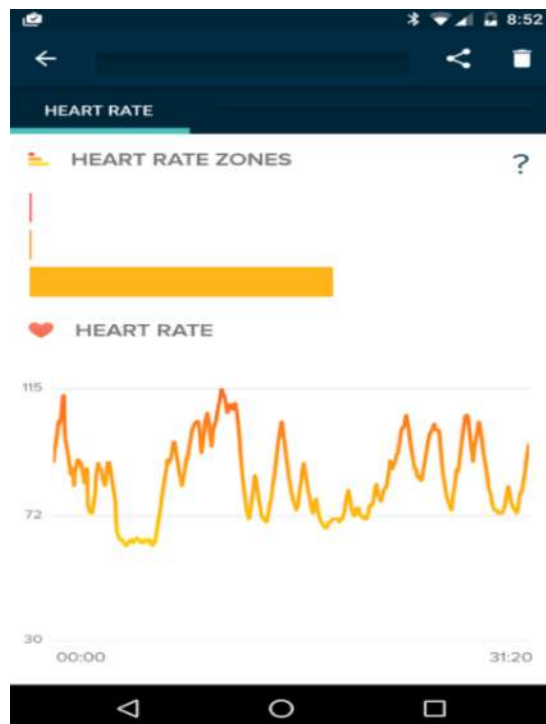 8:52
HEART RATE
HEART RATE ZONES ?
HEART RATE
115
72
30
00:00 31:20